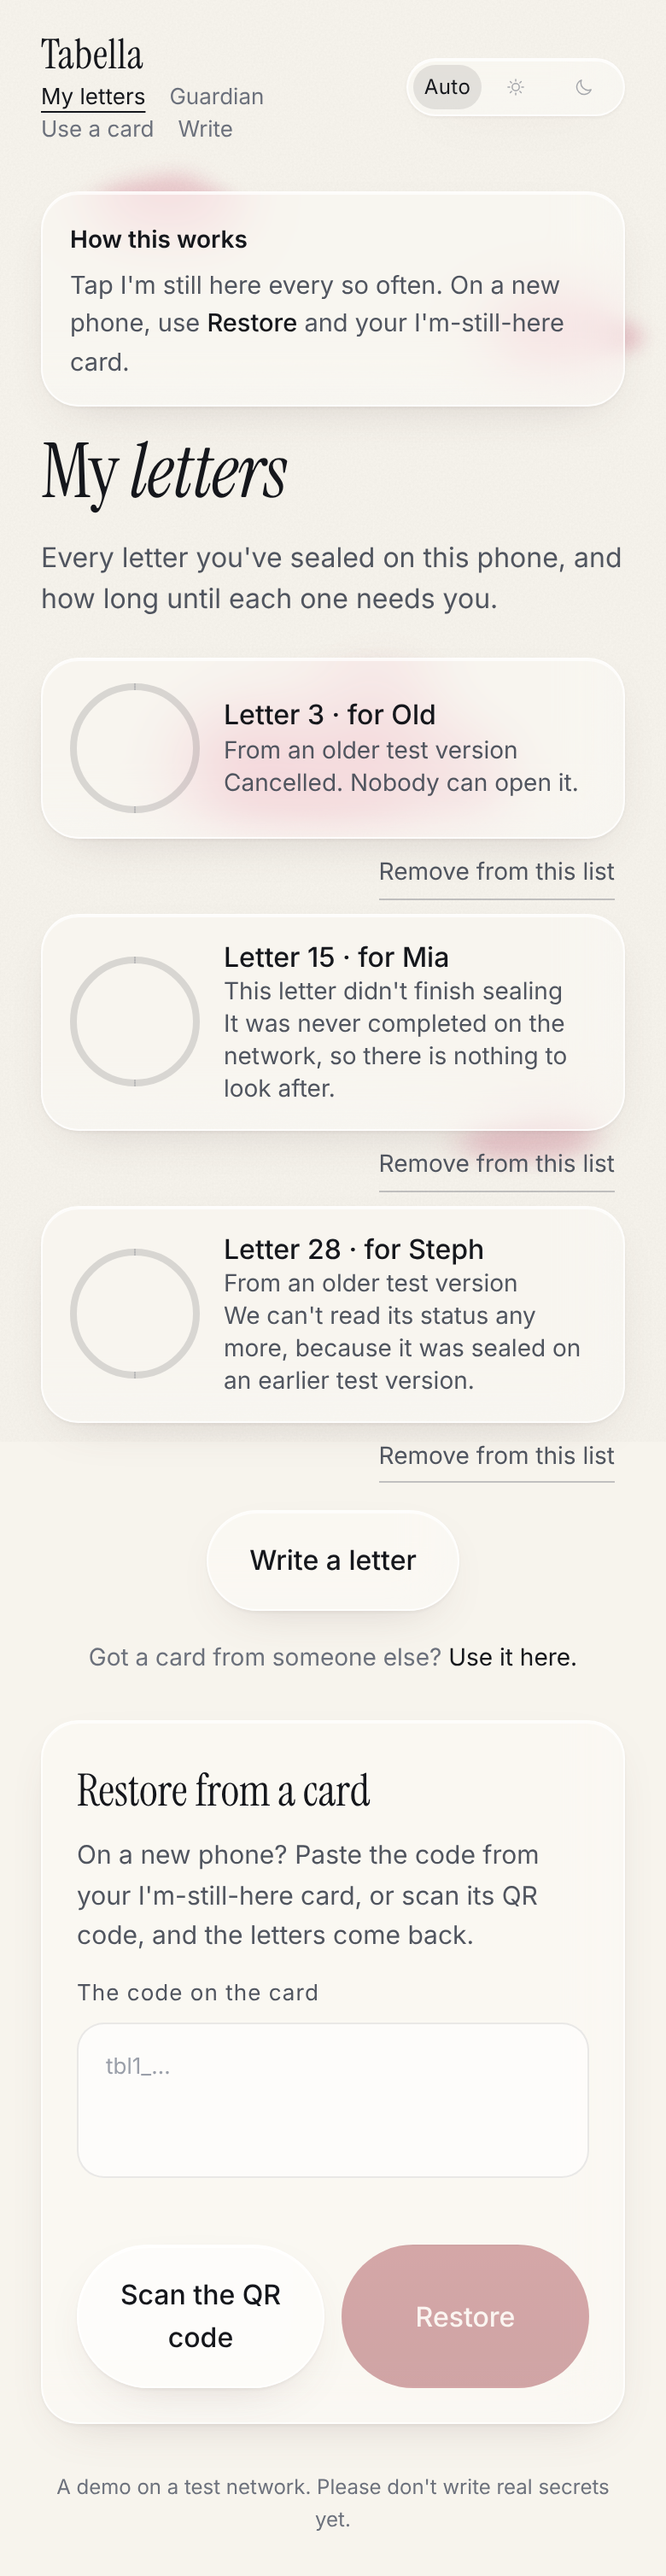 Tabella
My letters Guardian
Use a card Write
Auto
How this works
Tap I'm still here every so often. On a new
phone, use Restore and your I'm-still-here
card.
My letters
Every letter you've sealed on this phone, and
how long until each one needs you.
Letter 3 · for Old
From an older test version
Cancelled. Nobody can open it.
Remove from this list
Letter 15 · for Mia
This letter didn't finish sealing
It was never completed on the
network, so there is nothing to
look after.
Remove from this list
Letter 28 · for Steph
From an older test version
We can't read its status any
more, because it was sealed on
an earlier test version.
Remove from this list
Write a letter
Got a card from someone else? Use it here.
Restore from a card
On a new phone? Paste the code from
your I'm-still-here card, or scan its QR
code, and the letters come back.
The code on the card
tbl1_...
Scan the QR
code
Restore
A demo on a test network. Please don't write real secrets
yet.